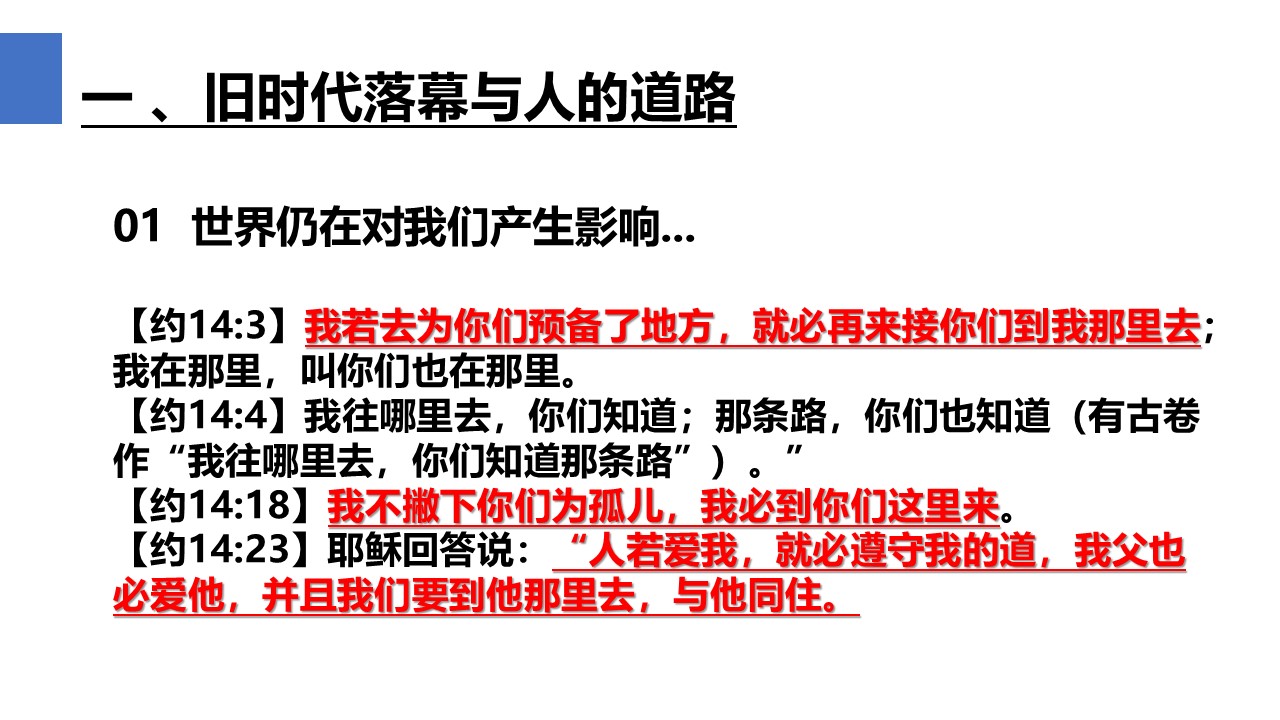 一 、旧时代落幕与人的道路
01 世界仍在对我们产生影响...
【约14:3】我若去为你们预备了地方，就必再来接你们到我那里去；
我在那里，叫你们也在那里。
【约14:4】我往哪里去，你们知道；那条路，你们也知道（有古卷
作“我往哪里去，你们知道那条路”）。”
【约14:18】我不撇下你们为孤儿，我必到你们这里来。
【约14:23】耶稣回答说：“人若爱我，就必遵守我的道，我父也
必爱他，并且我们要到他那里去，与他同住。